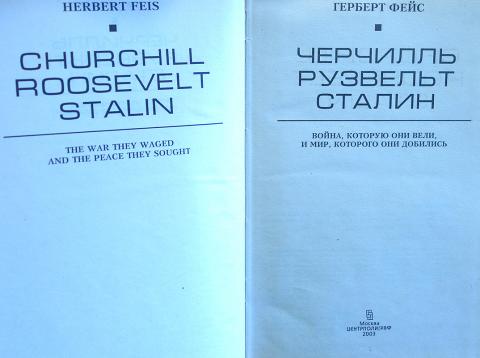 HERBERT FEIS
CHURCHILL
ROOSEVELT
STALIN
THE WAR THEY WAGED
AND THE PEACE THEY SOUGHT
ГЕРБЕРТ ФЕЙС
ЧЕРЧИЛЛЬ
РУЗВЕЛЬТ
СТАЛИН
ВОЙНА, КОТОРУЮ ОНИ ВЕЛИ,
И МИР, КОТОРОГО ОНИ ДОБИЛИСЬ
Москва
ЦЕНТРПОЛИГРАФ
2003